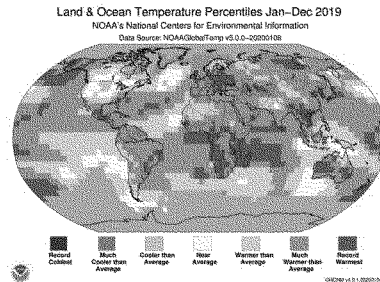 Land & Ocean Temperature Percentiles Jan–Dec 2019
NOAA's National Centers for Environmental Information
Data Source: NOAAGlobalTemp v5.0.0–20200108
Record Coldest
Much Cooler than Average
Cooler than Average
Near Average
Warmer than Average
Much Warmer than Average
Record Warmest